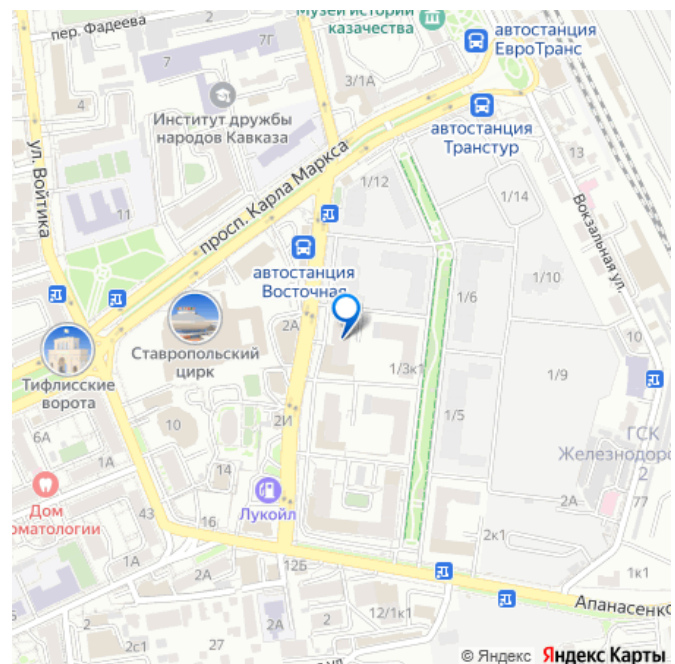 Музей истории
казачества
пер. Фадеева
7Г
7
4
3/1А
автостанция
ЕвроТранс
Институт дружбы
народов Кавказа
автостанция
Транстур
ул. Войтика
просп. Карла Маркса
13
1/12
1/14
11
Вокзальная ул.
автостанция
Восточная
1/10
1/6
2А
Ставропольский
цирк
10
1/3к1
1/9
Тифлисские
ворота
6А
10
2И
1/5
ГСК
Железнодоро
2
1А
14
Дом
оматологии
Лукойл
43
16
2А
77
1А
2к1
2А
12Б
1к1
Апанасенко
2А
2
12/1к1
2с1
27
ул.
© Яндекс Яндекс Карты